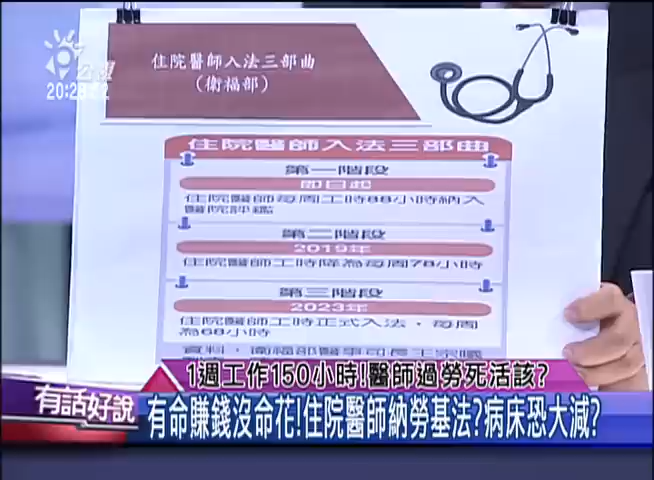 公視
住院醫師入法三部曲
（衛福部）
住院醫師入法三部曲
第一階段
即日起
住院醫師每周工時88小時納入
醫院評鑑
第二階段
2019年
住院醫師工時降為每周78小時
第三階段
2023年
住院醫師工時正式入法，每周
為68小時
1週工作150小時!醫師過勞死活該?
有話好說
有命賺錢沒命花!住院醫師納勞基法?病床恐大減?